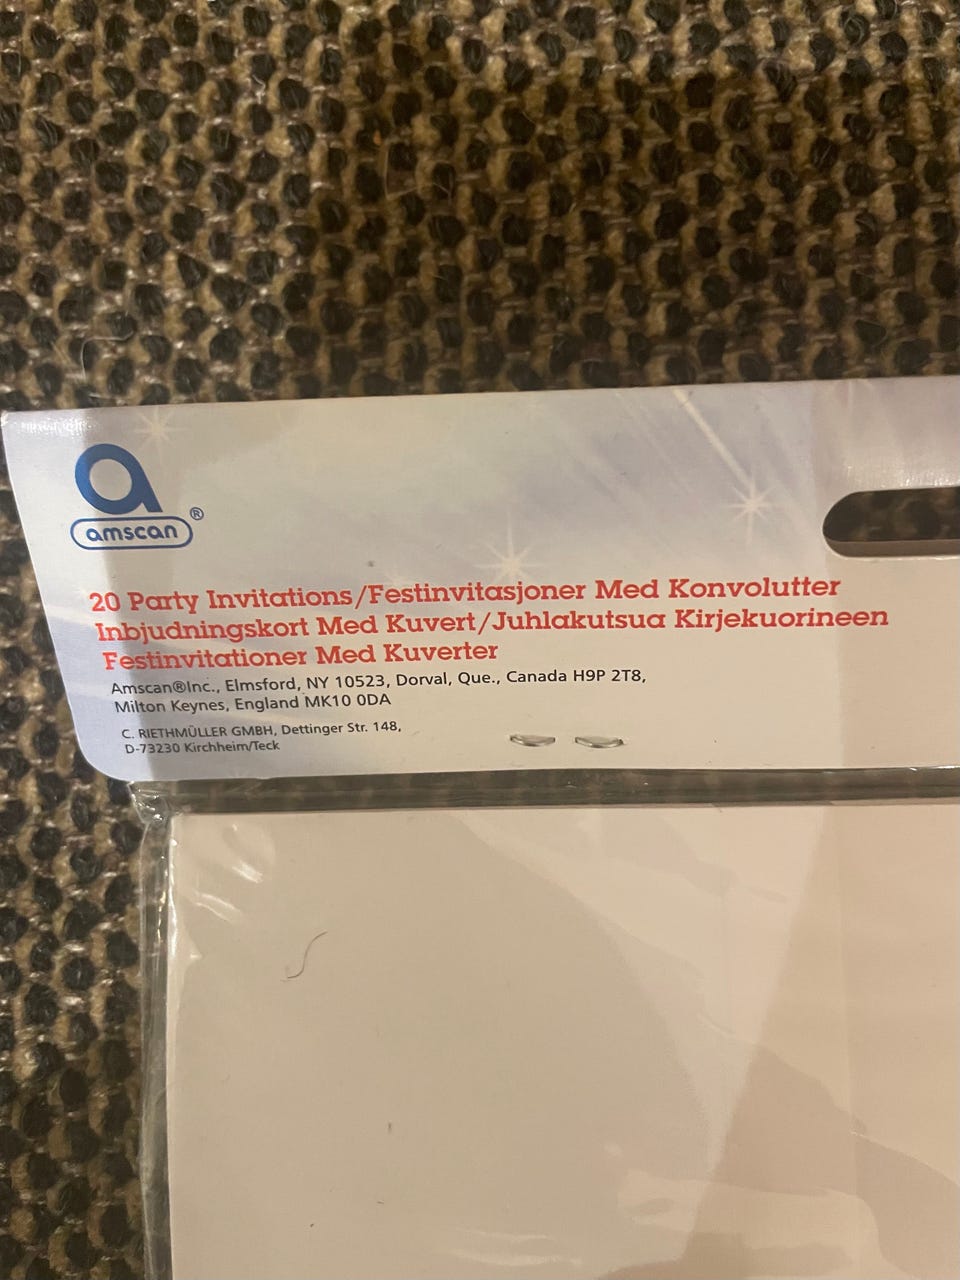 amscan®
20 Party Invitations/Festinvitasjoner Med Konvolutter
Inbjudningskort Med Kuvert/Juhlakutsua Kirjekuorineen
Festinvitationer Med Kuverter
Amscan®Inc., Elmsford, NY 10523, Dorval, Que., Canada H9P 2T8,
Milton Keynes, England MK10 0DA
C. RIETHMÜLLER GMBH, Dettinger Str. 148,
D-73230 Kirchheim/Teck